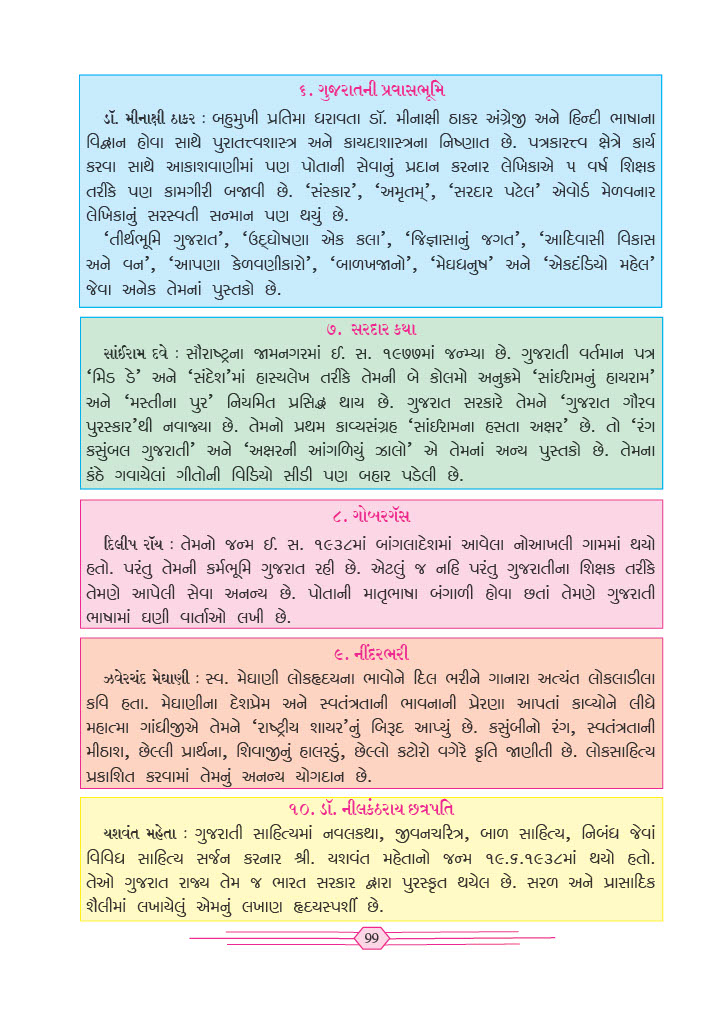 ૬. ગુજરાતની પ્રવાસભૂમિ
ડૉ. મીનાક્ષી ઠાકર : બહુમુખી પ્રતિમા ધરાવતા ડૉ. મીનાક્ષી ઠાકર અંગ્રેજી અને હિન્દી ભાષાના
વિદ્વાન હોવા સાથે પુરાતત્ત્વશાસ્ત્ર અને કાયદાશાસ્ત્રના નિષ્ણાત છે. પત્રકારત્ત્વ ક્ષેત્રે કાર્ય
કરવા સાથે આકાશવાણીમાં પણ પોતાની સેવાનું પ્રદાન કરનાર લેખિકાએ ૫ વર્ષ શિક્ષક
તરીકે પણ કામગીરી બજાવી છે. ‘સંસ્કાર’, ‘અમૃતમ્’, ‘સરદાર પટેલ’ એવોર્ડ મેળવનાર
લેખિકાનું સરસ્વતી સન્માન પણ થયું છે.
‘તીર્થભૂમિ ગુજરાત’, ‘ઉદ્ઘોષણા એક કલા’, ‘જિજ્ઞાસાનું જગત’, ‘આદિવાસી વિકાસ
અને વન’, ‘આપણા કેળવણીકારો’, ‘બાળખજાનો’, ‘મેઘધનુષ’ અને ‘એકદંડિયો મહેલ’
જેવા અનેક તેમનાં પુસ્તકો છે.
૭. સરદાર કથા
સાંઈરામ દવે : સૌરાષ્ટ્રના જામનગરમાં ઈ. સ. ૧૯૭૭માં જન્મ્યા છે. ગુજરાતી વર્તમાન પત્ર
‘મિડ ડે’ અને ‘સંદેશ’માં હાસ્યલેખ તરીકે તેમની બે કોલમો અનુક્રમે ‘સાંઈરામનું હાયરામ’
અને ‘મસ્તીના પુર’ નિયમિત પ્રસિદ્ધ થાય છે. ગુજરાત સરકારે તેમને ‘ગુજરાત ગૌરવ
પુરસ્કાર’થી નવાજ્યા છે. તેમનો પ્રથમ કાવ્યસંગ્રહ ‘સાંઈરામના હસતા અક્ષર’ છે. તો ‘રંગ
કસુંબલ ગુજરાતી’ અને ‘અક્ષરની આંગળિયું ઝાલો’ એ તેમનાં અન્ય પુસ્તકો છે. તેમના
કંઠે ગવાયેલાં ગીતોની વિડિયો સીડી પણ બહાર પડેલી છે.
૮. ગોબરગૅસ
દિલીપ રૉય : તેમનો જન્મ ઈ. સ. ૧૯૩૮માં બાંગલાદેશમાં આવેલા નોઆખલી ગામમાં થયો
હતો. પરંતુ તેમની કર્મભૂમિ ગુજરાત રહી છે. એટલું જ નહિ પરંતુ ગુજરાતીના શિક્ષક તરીકે
તેમણે આપેલી સેવા અનન્ય છે. પોતાની માતૃભાષા બંગાળી હોવા છતાં તેમણે ગુજરાતી
ભાષામાં ઘણી વાર્તાઓ લખી છે.
૯. નીંદરભરી
ઝવેરચંદ મેઘાણી : સ્વ. મેઘાણી લોકહૃદયના ભાવોને દિલ ભરીને ગાનારા અત્યંત લોકલાડીલા
કવિ હતા. મેઘાણીના દેશપ્રેમ અને સ્વતંત્રતાની ભાવનાની પ્રેરણા આપતાં કાવ્યોને લીધે
મહાત્મા ગાંધીજીએ તેમને ‘રાષ્ટ્રીય શાયર’નું બિરૂદ આપ્યું છે. કસુંબીનો રંગ, સ્વતંત્રતાની
મીઠાશ, છેલ્લી પ્રાર્થના, શિવાજીનું હાલરડું, છેલ્લો કટોરો વગેરે કૃતિ જાણીતી છે. લોકસાહિત્ય
પ્રકાશિત કરવામાં તેમનું અનન્ય યોગદાન છે.
૧૦. ડૉ. નીલકંઠરાય છત્રપતિ
યશવંત મહેતા : ગુજરાતી સાહિત્યમાં નવલકથા, જીવનચરિત્ર, બાળ સાહિત્ય, નિબંધ જેવાં
વિવિધ સાહિત્ય સર્જન કરનાર શ્રી. યશવંત મહેતાનો જન્મ ૧૯.૬.૧૯૩૮માં થયો હતો.
તેઓ ગુજરાત રાજ્ય તેમ જ ભારત સરકાર દ્વારા પુરસ્કૃત થયેલ છે. સરળ અને પ્રાસાદિક
શૈલીમાં લખાયેલું એમનું લખાણ હૃદયસ્પર્શી છે.
99